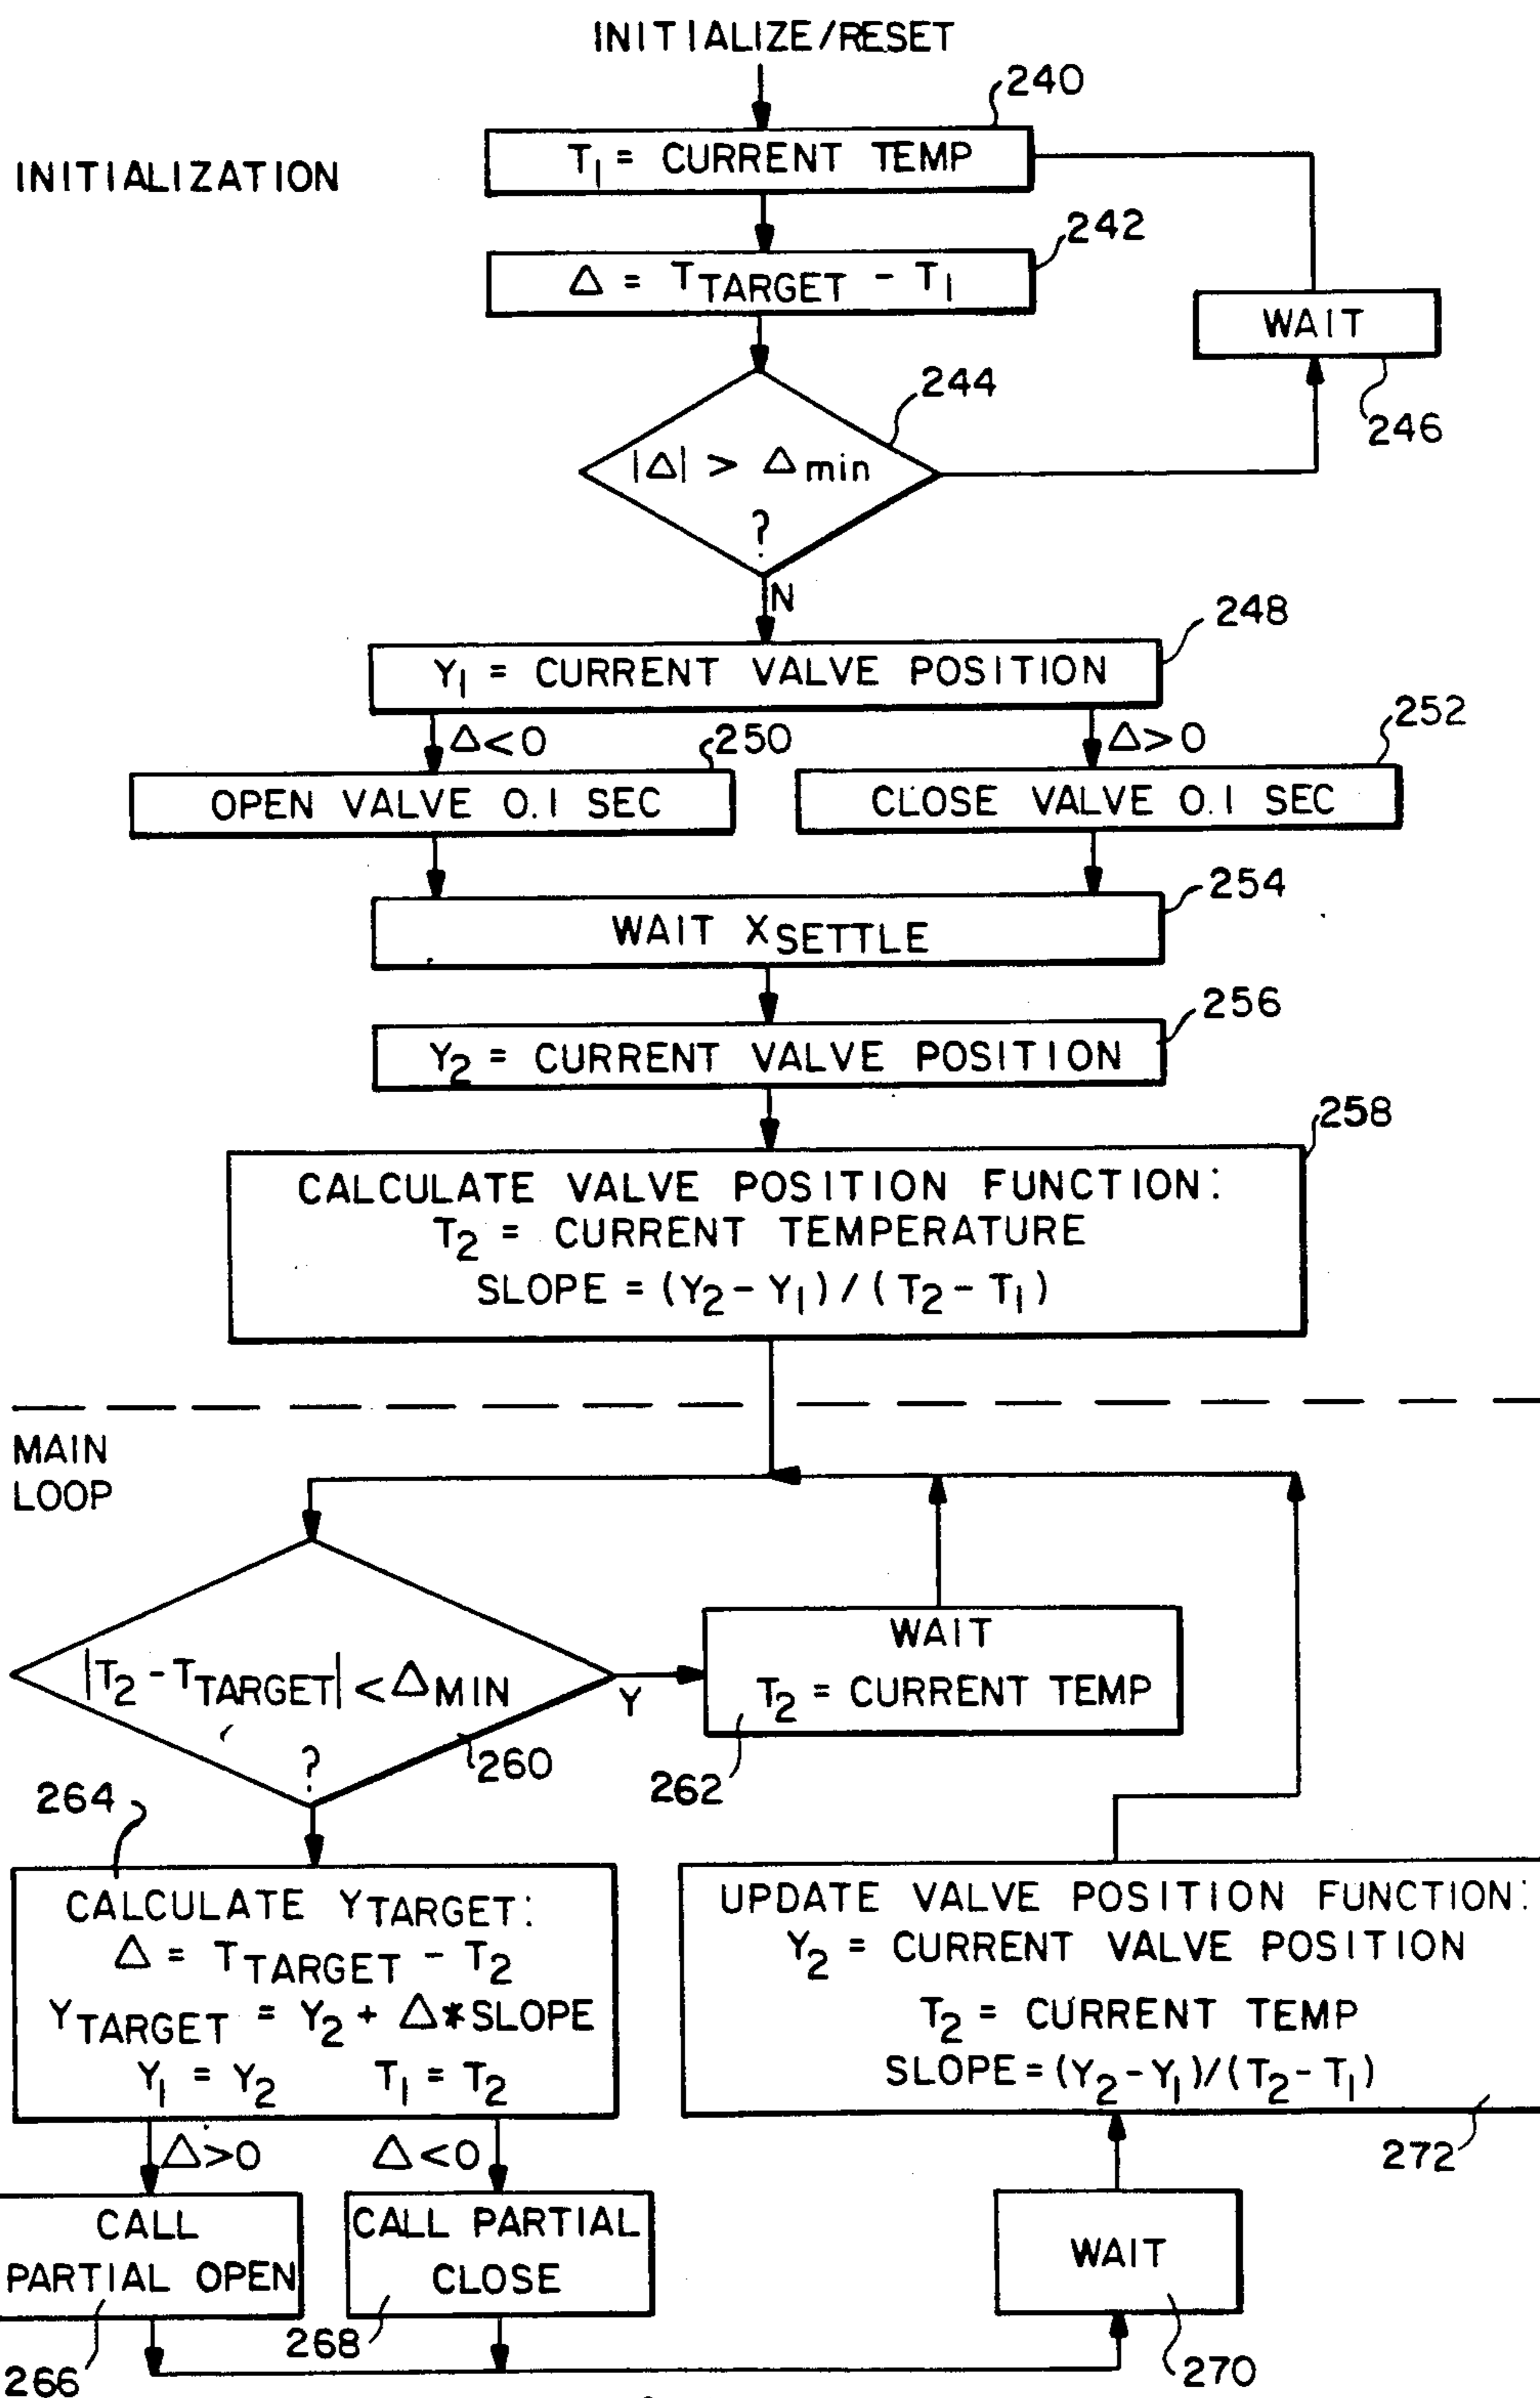 INITIALIZE/RESET
240
T1 = CURRENT TEMP
INITIALIZATION
242
Δ = TTARGET - T1
WAIT
246
244
|Δ| > Δmin
?
N
248
Y1 = CURRENT VALVE POSITION
Δ<0
250
Δ>0
252
OPEN VALVE 0.1 SEC
CLOSE VALVE 0.1 SEC
254
WAIT XSETTLE
256
Y2 = CURRENT VALVE POSITION
258
CALCULATE VALVE POSITION FUNCTION:
T2 = CURRENT TEMPERATURE
SLOPE = (Y2 - Y1) / (T2 - T1)
MAIN
LOOP
|T2 - TTARGET| < ΔMIN
?
Y
260
WAIT
T2 = CURRENT TEMP
262
264
CALCULATE YTARGET:
Δ = TTARGET - T2
YTARGET = Y2 + Δ*SLOPE
Y1 = Y2 T1 = T2
UPDATE VALVE POSITION FUNCTION:
Y2 = CURRENT VALVE POSITION
T2 = CURRENT TEMP
SLOPE = (Y2 - Y1)/(T2 - T1)
272
Δ>0
Δ<0
CALL
PARTIAL OPEN
266
CALL PARTIAL
CLOSE
268
WAIT
270